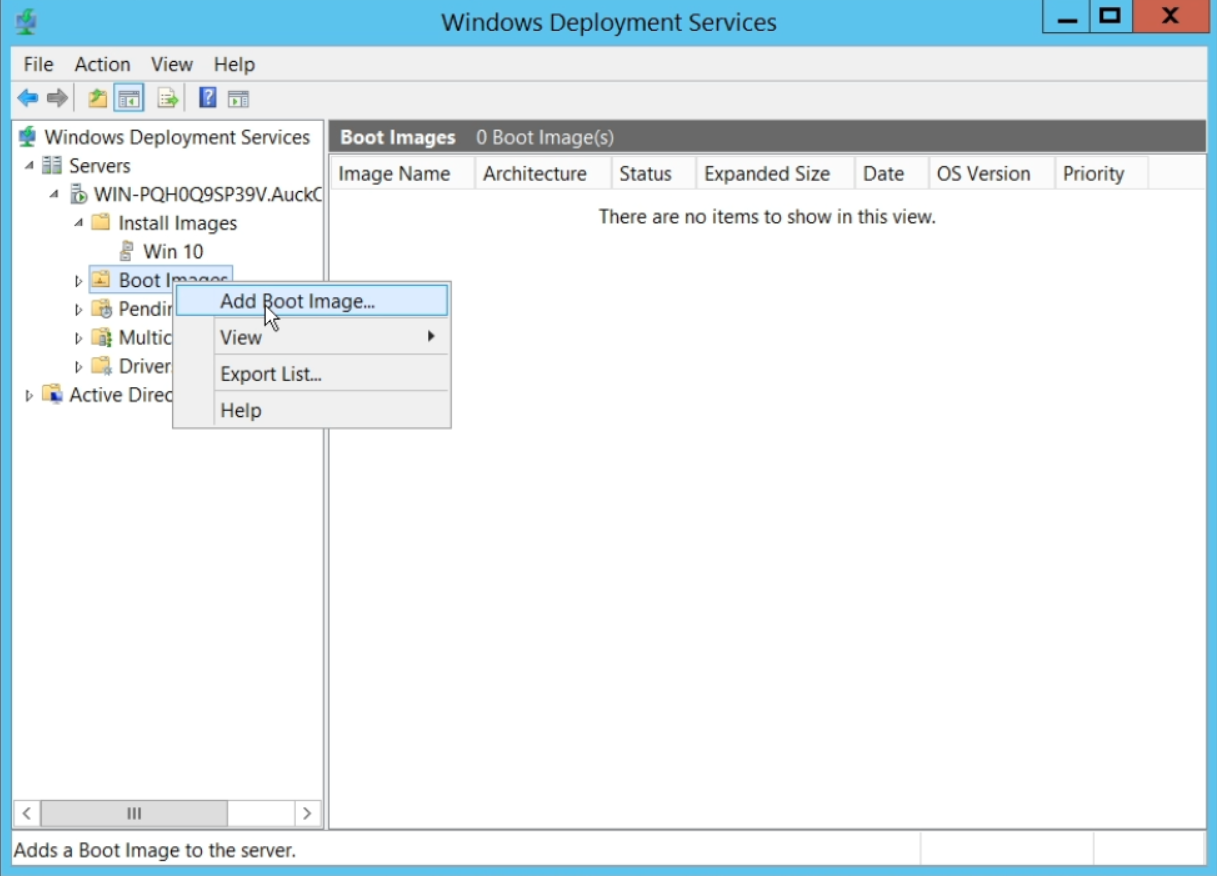 Windows Deployment Services
File Action View Help
Windows Deployment Services
Servers
WIN-PQH0Q9SP39V.AuckC
Install Images
Win 10
Boot Images
Pendin
Multic
Driver
Active Direc
Add Boot Image...
View
Export List...
Help
Boot Images 0 Boot Image(s)
Image Name Architecture Status Expanded Size Date OS Version Priority
There are no items to show in this view.
Adds a Boot Image to the server.